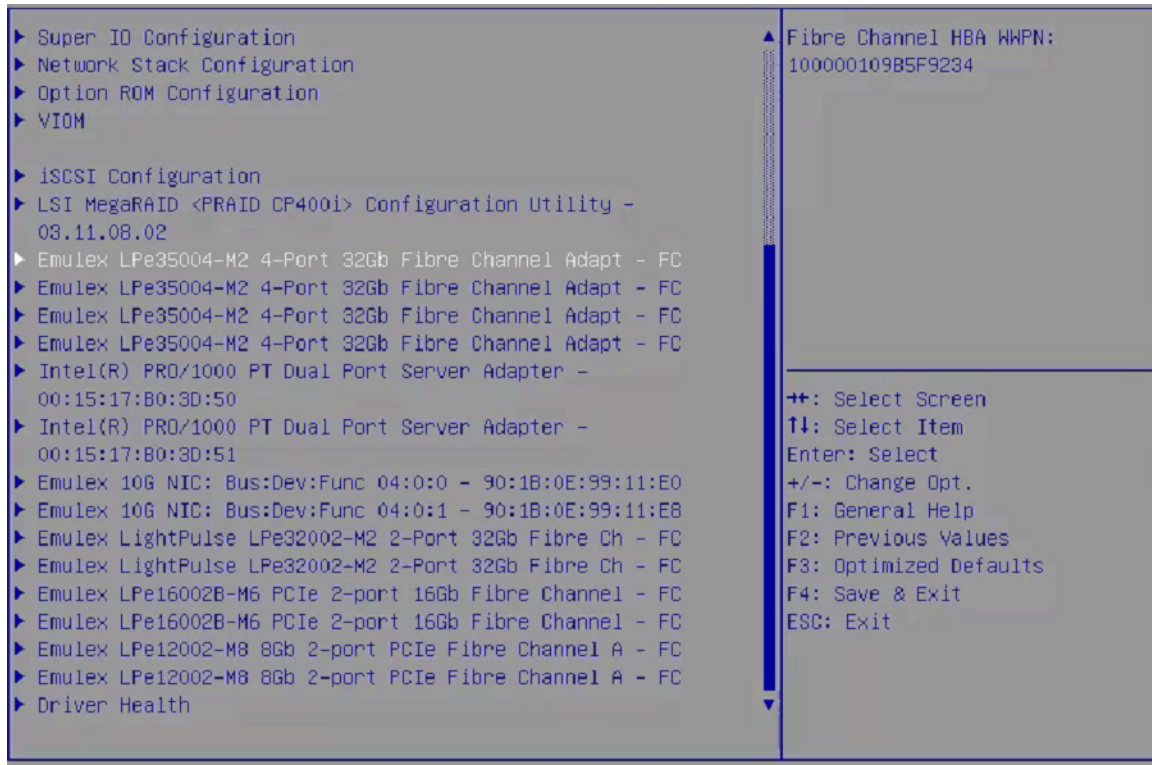 Super IO Configuration
Network Stack Configuration
Option ROM Configuration
VIOM
iSCSI Configuration
LSI MegaRAID <PRAID CP400i> Configuration Utility -
03.11.08.02
Emulex LPe35004-M2 4-Port 32Gb Fibre Channel Adapt - FC
Emulex LPe35004-M2 4-Port 32Gb Fibre Channel Adapt - FC
Emulex LPe35004-M2 4-Port 32Gb Fibre Channel Adapt - FC
Emulex LPe35004-M2 4-Port 32Gb Fibre Channel Adapt - FC
Intel(R) PRO/1000 PT Dual Port Server Adapter -
00:15:17:B0:3D:50
Intel(R) PRO/1000 PT Dual Port Server Adapter -
00:15:17:B0:3D:51
Emulex 10G NIC: Bus:Dev:Func 04:0:0 - 90:1B:0E:99:11:E0
Emulex 10G NIC: Bus:Dev:Func 04:0:1 - 90:1B:0E:99:11:E8
Emulex LightPulse LPe32002-M2 2-Port 32Gb Fibre Ch - FC
Emulex LightPulse LPe32002-M2 2-Port 32Gb Fibre Ch - FC
Emulex LPe16002B-M6 PCIe 2-port 16Gb Fibre Channel - FC
Emulex LPe16002B-M6 PCIe 2-port 16Gb Fibre Channel - FC
Emulex LPe12002-M8 8Gb 2-port PCIe Fibre Channel A - FC
Emulex LPe12002-M8 8Gb 2-port PCIe Fibre Channel A - FC
Driver Health
Fibre Channel HBA WWPN:
100000109B5F9234
→←: Select Screen
↑↓: Select Item
Enter: Select
+/-: Change Opt.
F1: General Help
F2: Previous Values
F3: Optimized Defaults
F4: Save & Exit
ESC: Exit